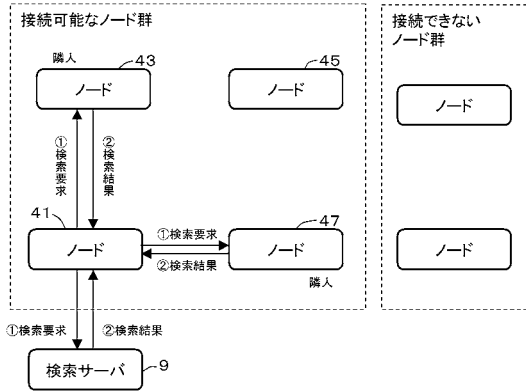 接続可能なノード群
接続できない
ノード群
隣人
43
45
ノード
ノード
ノード
①検索要求
②検索結果
41
47
ノード
①検索要求
②検索結果
ノード
ノード
隣人
①検索要求
②検索結果
検索サーバ
9